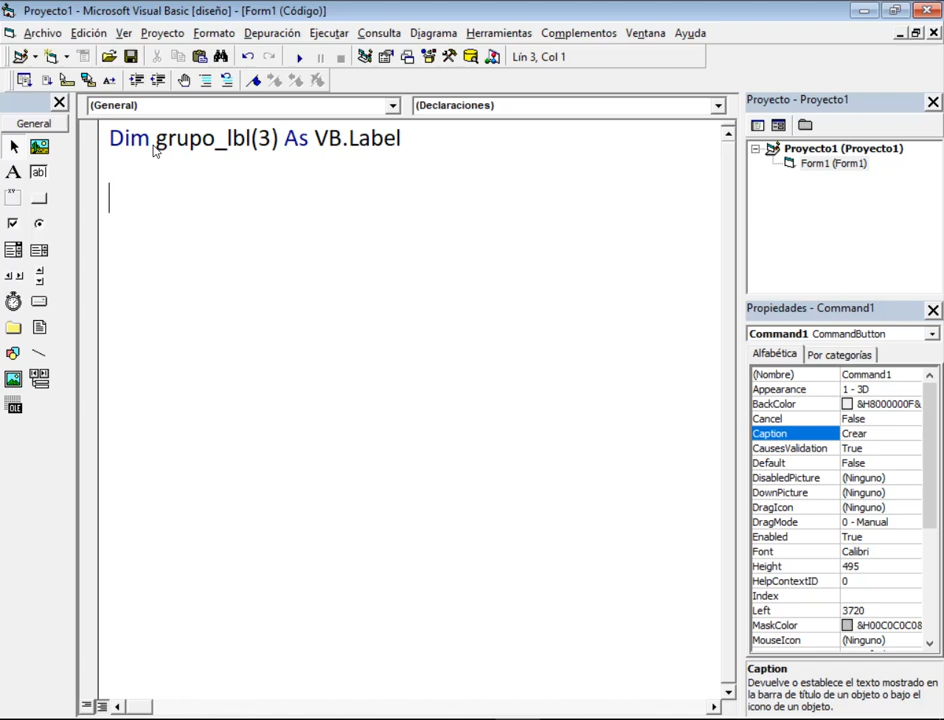 Proyecto1 - Microsoft Visual Basic [diseño] - [Form1 (Código)]
Archivo Edición Ver Proyecto Formato Depuración Ejecutar Consulta Diagrama Herramientas Complementos Ventana Ayuda
Lín 3, Col 1
General
(General)
(Declaraciones)
Dim grupo_lbl(3) As VB.Label
Proyecto - Proyecto1
Proyecto1 (Proyecto1)
Form1 (Form1)
Propiedades - Command1
Command1 CommandButton
Alfabética Por categorías
(Nombre) Command1
Appearance 1 - 3D
BackColor &H8000000F&
Cancel False
Caption Crear
CausesValidation True
Default False
DisabledPicture (Ninguno)
DownPicture (Ninguno)
DragIcon (Ninguno)
DragMode 0 - Manual
Enabled True
Font Calibri
Height 495
HelpContextID 0
Index
Left 3720
MaskColor &H00C0C0C0&
MouseIcon (Ninguno)
Caption
Devuelve o establece el texto mostrado en
la barra de título de un objeto o bajo el
icono de un objeto.